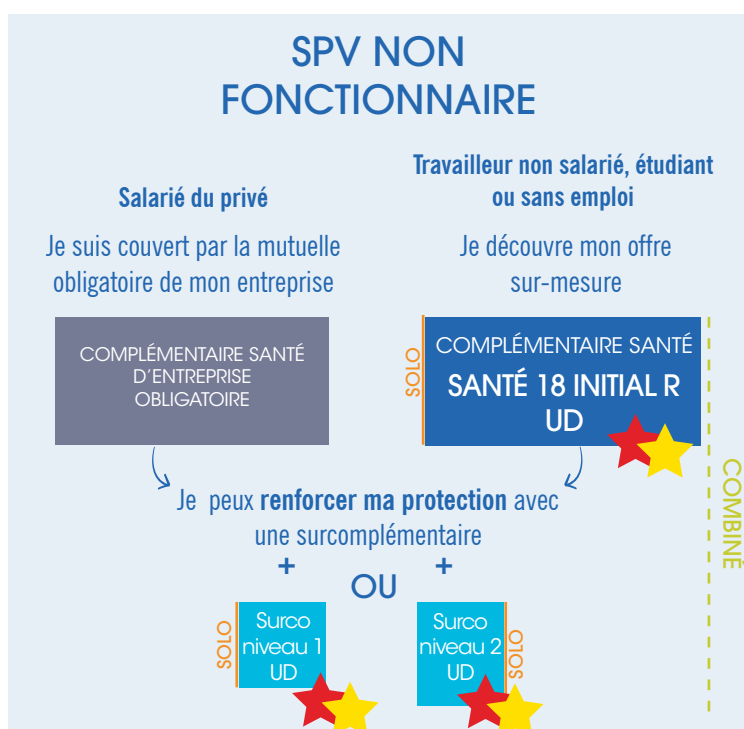 SPV NON
FONCTIONNAIRE
Salarié du privé
Je suis couvert par la mutuelle
obligatoire de mon entreprise
COMPLÉMENTAIRE SANTÉ
D'ENTREPRISE
OBLIGATOIRE
Travailleur non salarié, étudiant
ou sans emploi
Je découvre mon offre
sur-mesure
SOLO
COMPLÉMENTAIRE SANTÉ
SANTÉ 18 INITIAL R
UD
COMBINÉ
Je peux renforcer ma protection avec
une surcomplémentaire
+
+
OU
SOLO
Surco
niveau 1
UD
Surco
niveau 2
UD
SOLO